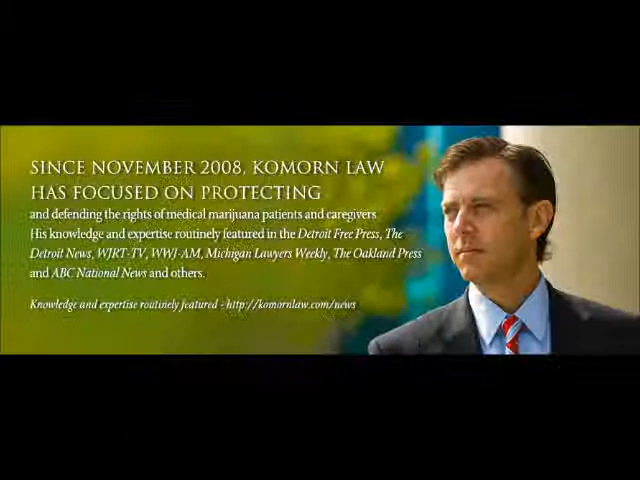 SINCE NOVEMBER 2008, KOMORN LAW
HAS FOCUSED ON PROTECTING
and defending the rights of medical marijuana patients and caregivers
His knowledge and expertise routinely featured in the Detroit Free Press, The
Detroit News, WJRT-TV, WWJ-AM, Michigan Lawyers Weekly, The Oakland Press
and ABC National News and others.
Knowledge and expertise routinely featured - http://komornlaw.com/news